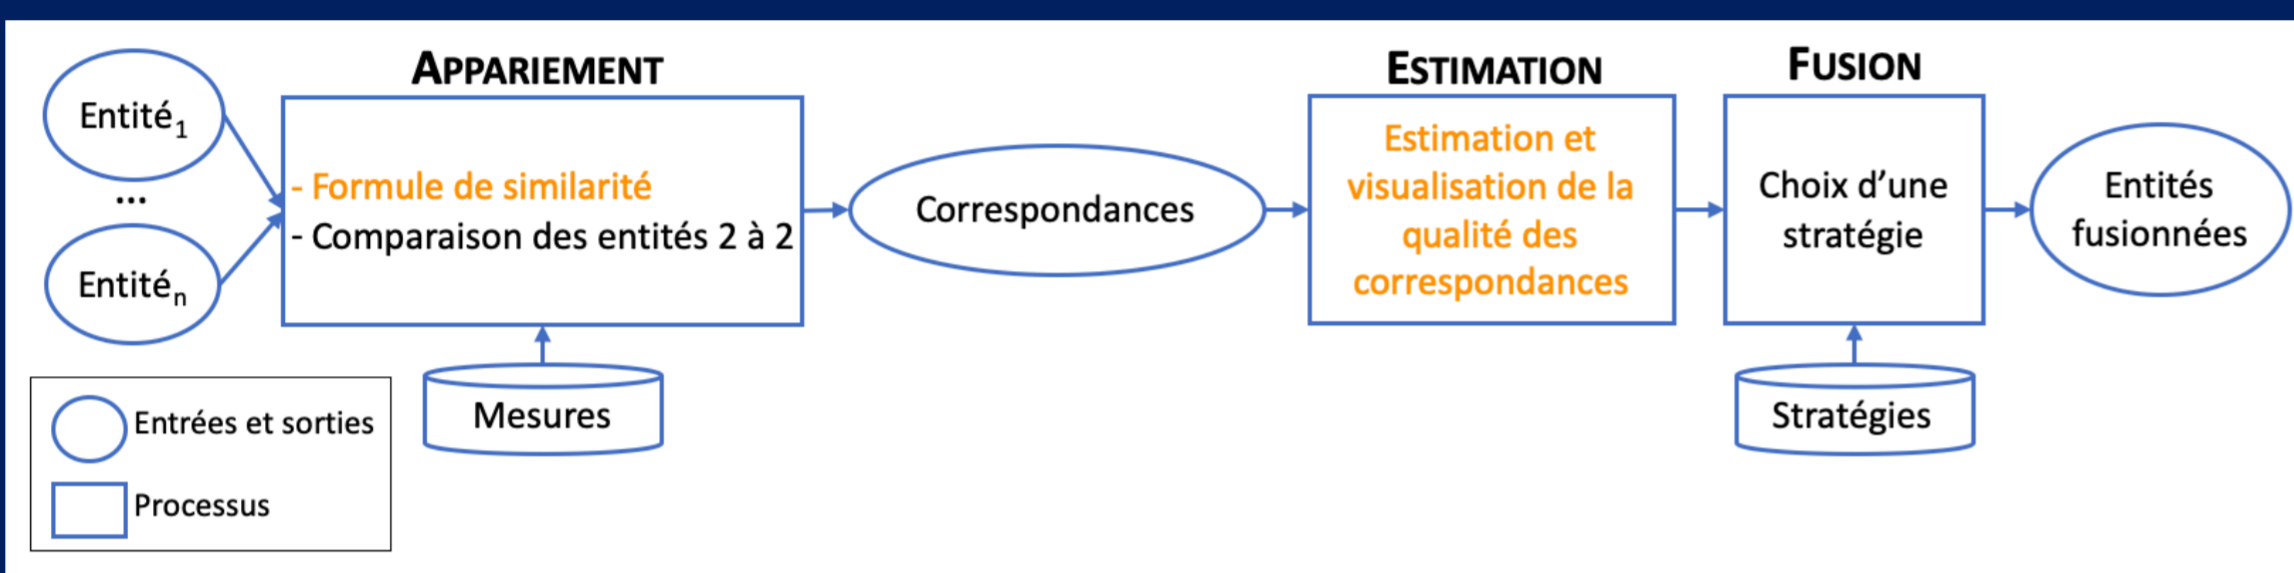 APPARIEMENT
ESTIMATION
FUSION
Entité1
...
Entitén
- Formule de similarité
- Comparaison des entités 2 à 2
Correspondances
Estimation et
visualisation de la
qualité des
correspondances
Choix d'une
stratégie
Entités
fusionnées
Mesures
Stratégies
Entrées et sorties
Processus